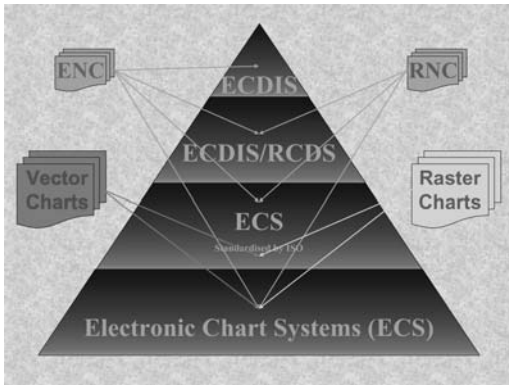 ENC
RNC
ECDIS
ECDIS/RCDS
Vector
Charts
Raster
Charts
ECS
Standardised by ISO
Electronic Chart Systems (ECS)